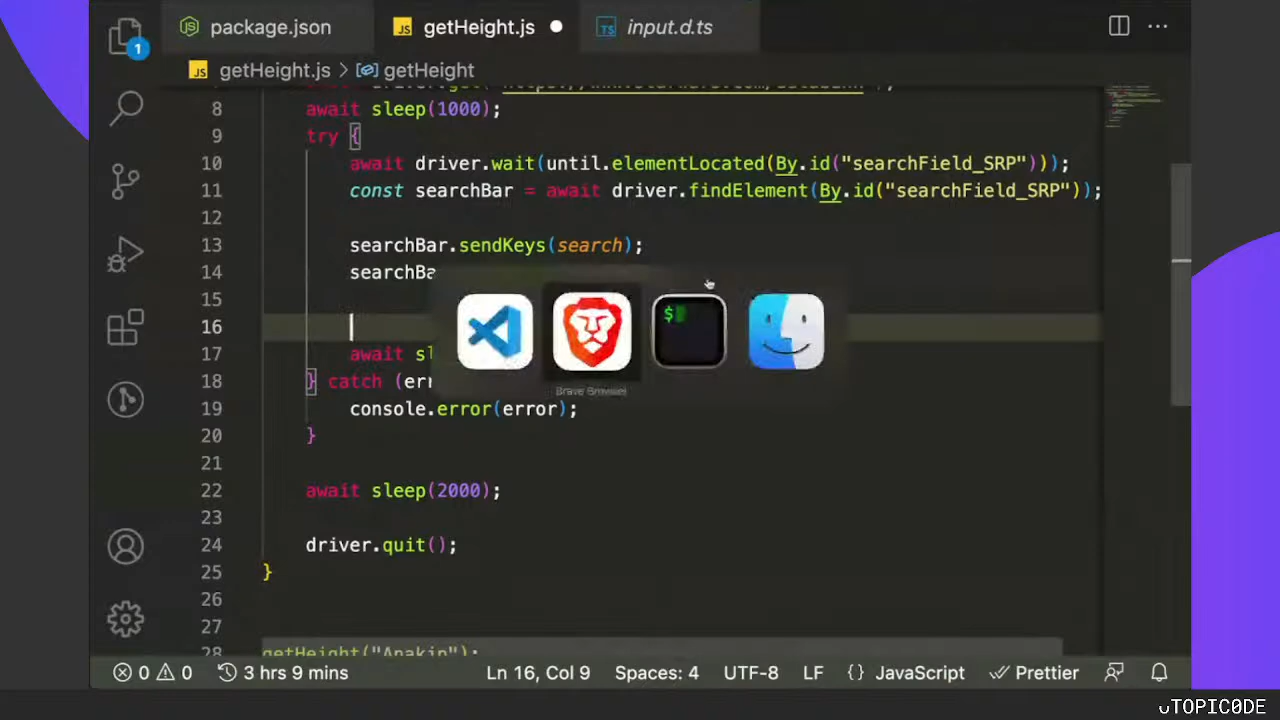 package.json
getHeight.js
input.d.ts
1
getHeight.js > getHeight
8 await sleep(1000);
9 try {
10 await driver.wait(until.elementLocated(By.id("searchField_SRP")));
11 const searchBar = await driver.findElement(By.id("searchField_SRP"));
12
13 searchBar.sendKeys(search);
14 searchBa
15
16
17 await sl
18 } catch (err
19 console.error(error);
20 }
21
22 await sleep(2000);
23
24 driver.quit();
25 }
26
27
28 getHeight("Anakin");
$
Brave Browser
0 0 3 hrs 9 mins Ln 16, Col 9 Spaces: 4 UTF-8 LF {} JavaScript Prettier
UTOPIC0DE